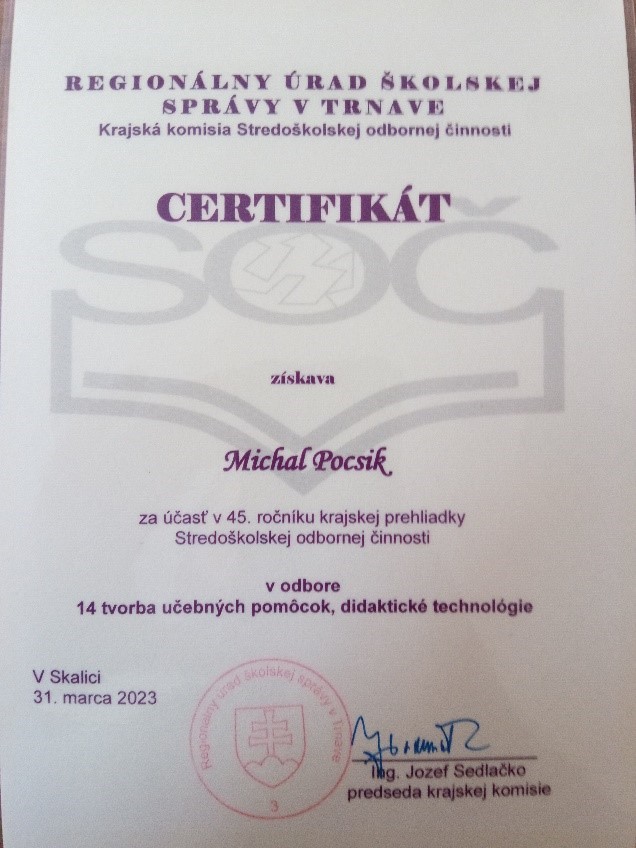 REGIONÁLNY ÚRAD ŠKOLSKEJ
SPRÁVY V TRNAVE
Krajská komisia Stredoškolskej odbornej činnosti
CERTIFIKÁT
SOČ
získava
Michal Pocsik
za účasť v 45. ročníku krajskej prehliadky
Stredoškolskej odbornej činnosti
v odbore
14 tvorba učebných pomôcok, didaktické technológie
V Skalici
31. marca 2023
Regionálny úrad školskej správy v Trnave
3
Ing. Jozef Sedlačko
predseda krajskej komisie